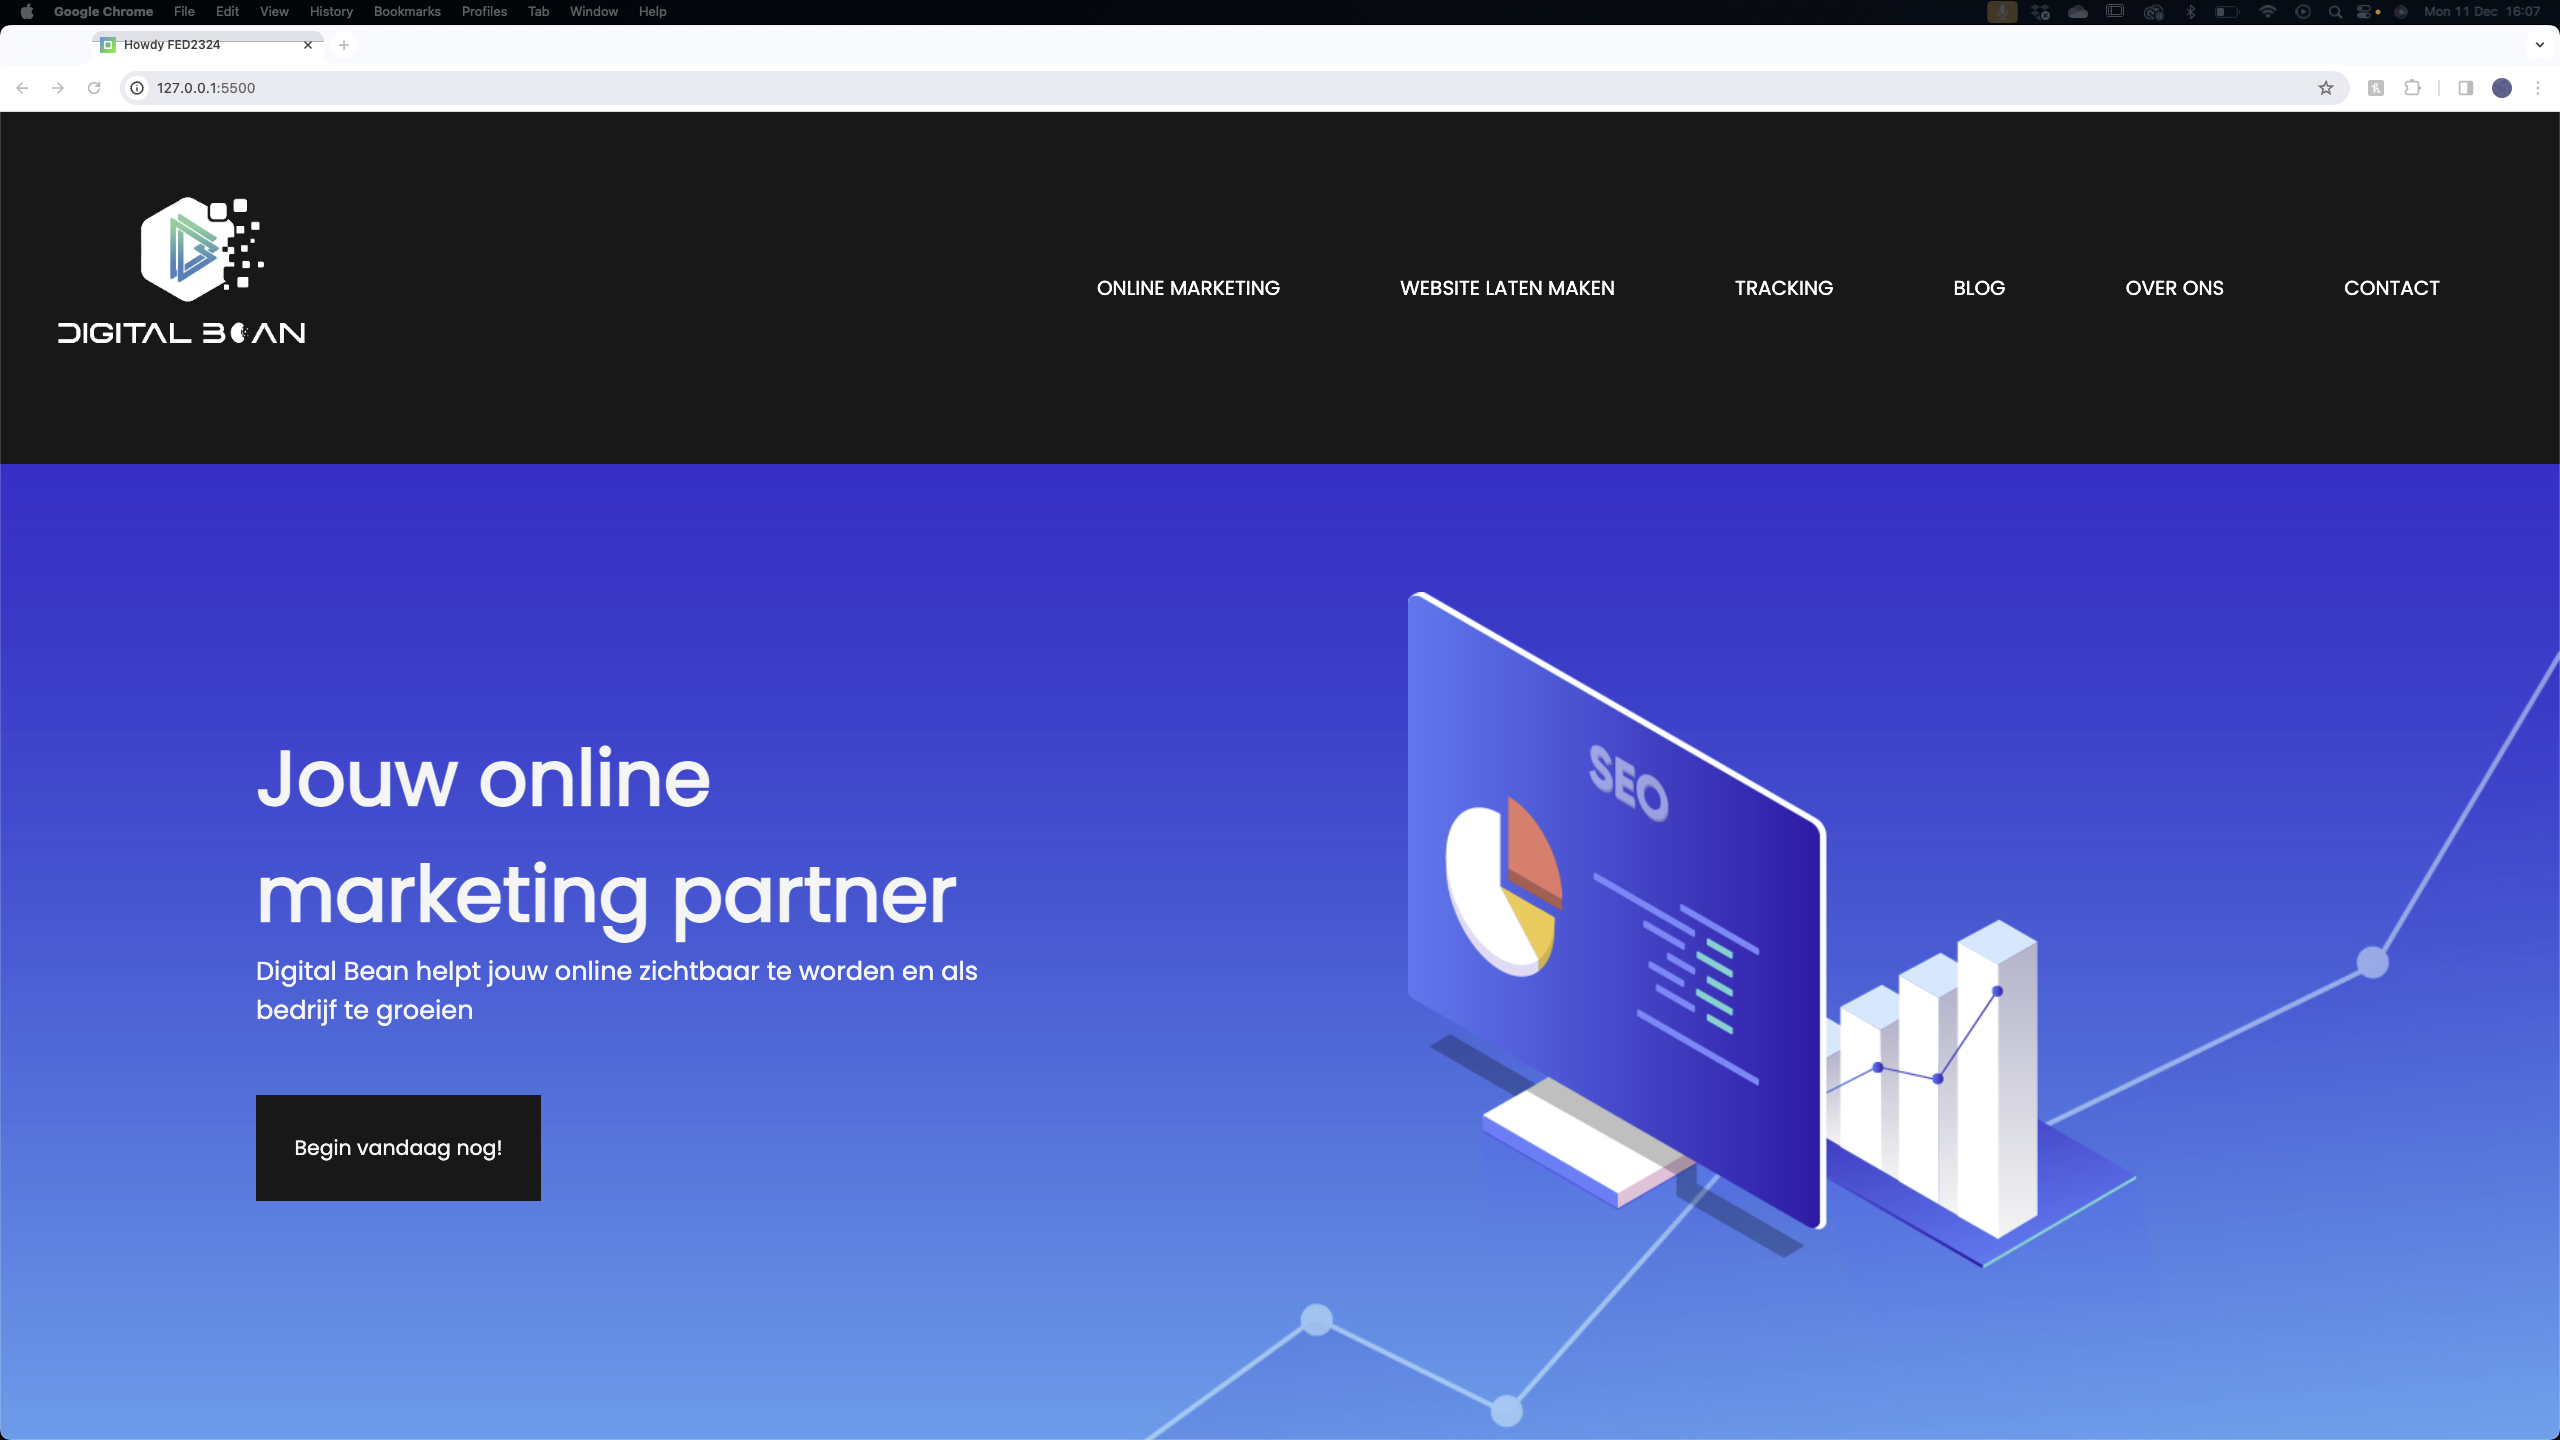 Google Chrome File Edit View History Bookmarks Profiles Tab Window Help Mon 11 Dec 16:07
Howdy FED2324
127.0.0.1:5500
DIGITAL BEAN
ONLINE MARKETING WEBSITE LATEN MAKEN TRACKING BLOG OVER ONS CONTACT
Jouw online
marketing partner
Digital Bean helpt jouw online zichtbaar te worden en als
bedrijf te groeien
Begin vandaag nog!
SEO